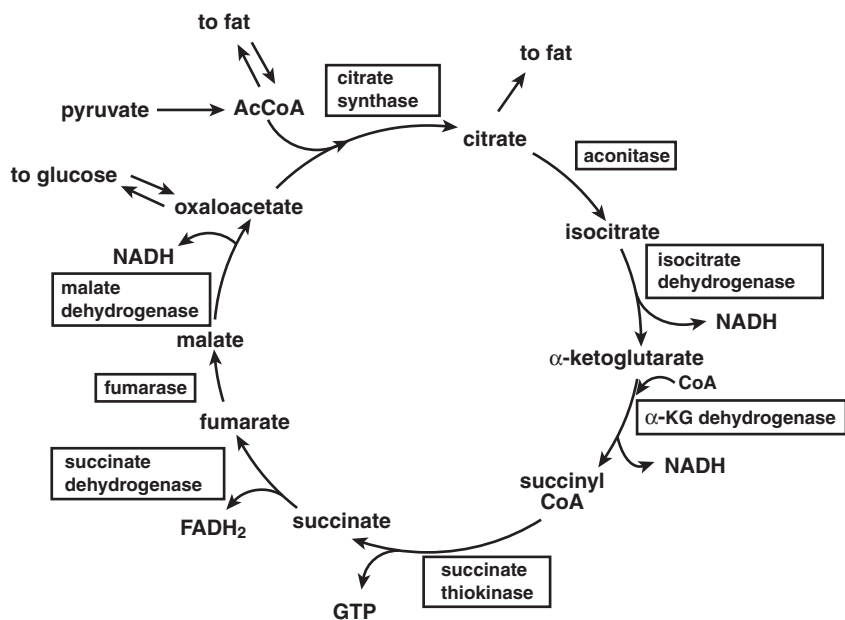 to fat
citrate
synthase
to fat
pyruvate
AcCoA
citrate
aconitase
to glucose
oxaloacetate
isocitrate
NADH
isocitrate
dehydrogenase
malate
dehydrogenase
NADH
malate
α-ketoglutarate
CoA
fumarase
α-KG dehydrogenase
fumarate
succinate
dehydrogenase
NADH
succinyl
CoA
FADH₂
succinate
succinate
thiokinase
GTP